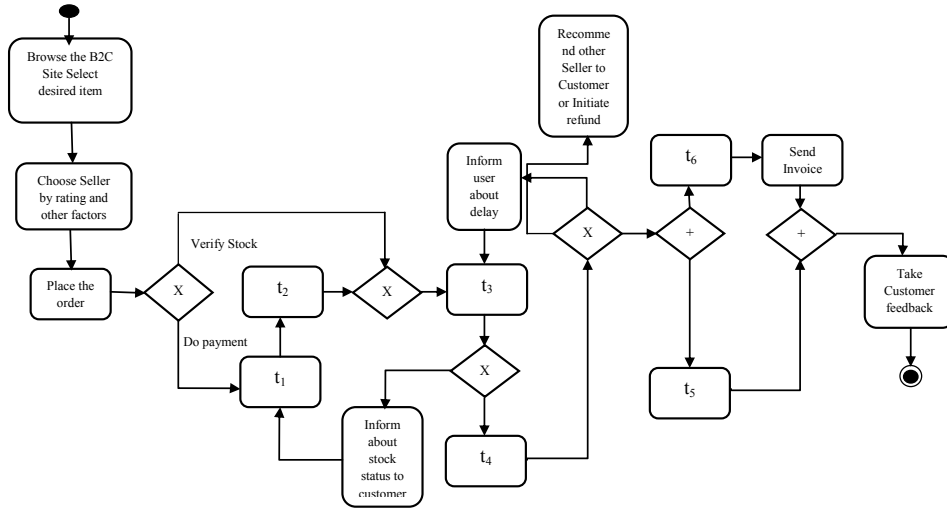 Browse the B2C
Site Select
desired item
Choose Seller
by rating and
other factors
Place the
order
X
Verify Stock
Do payment
t1
t2
X
Inform
user
about
delay
t3
X
Inform
about
stock
status to
customer
t4
Recomme
nd other
Seller to
Customer
or Initiate
refund
X
+
t6
Send
Invoice
t5
+
Take
Customer
feedback